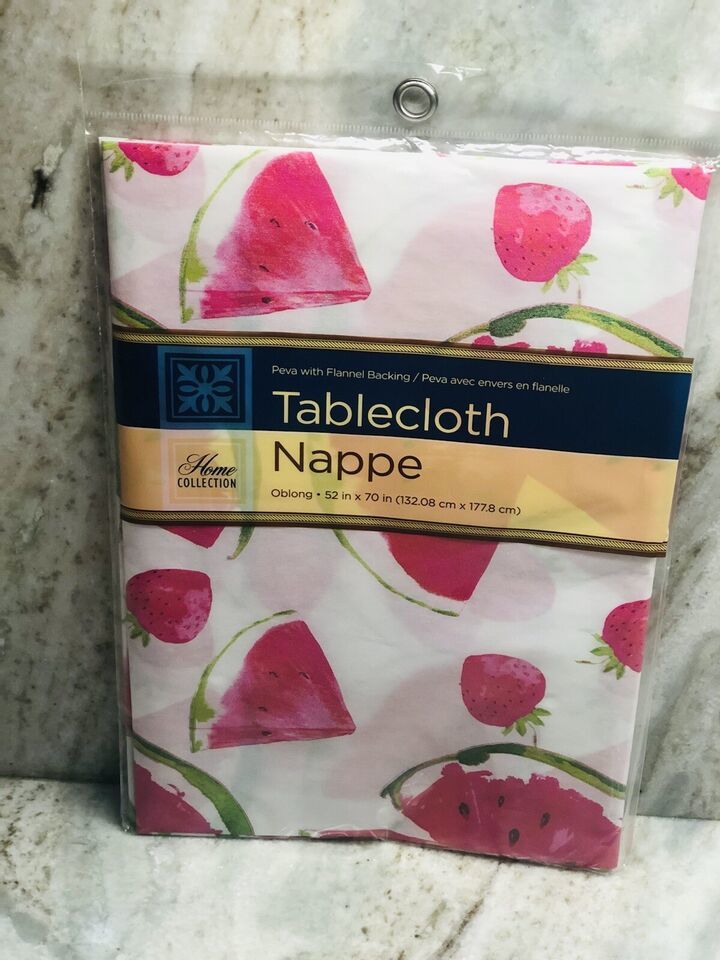 Peva with Flannel Backing / Peva avec envers en flanelle
Tablecloth
Nappe
Home
COLLECTION
Oblong • 52 in x 70 in (132.08 cm x 177.8 cm)